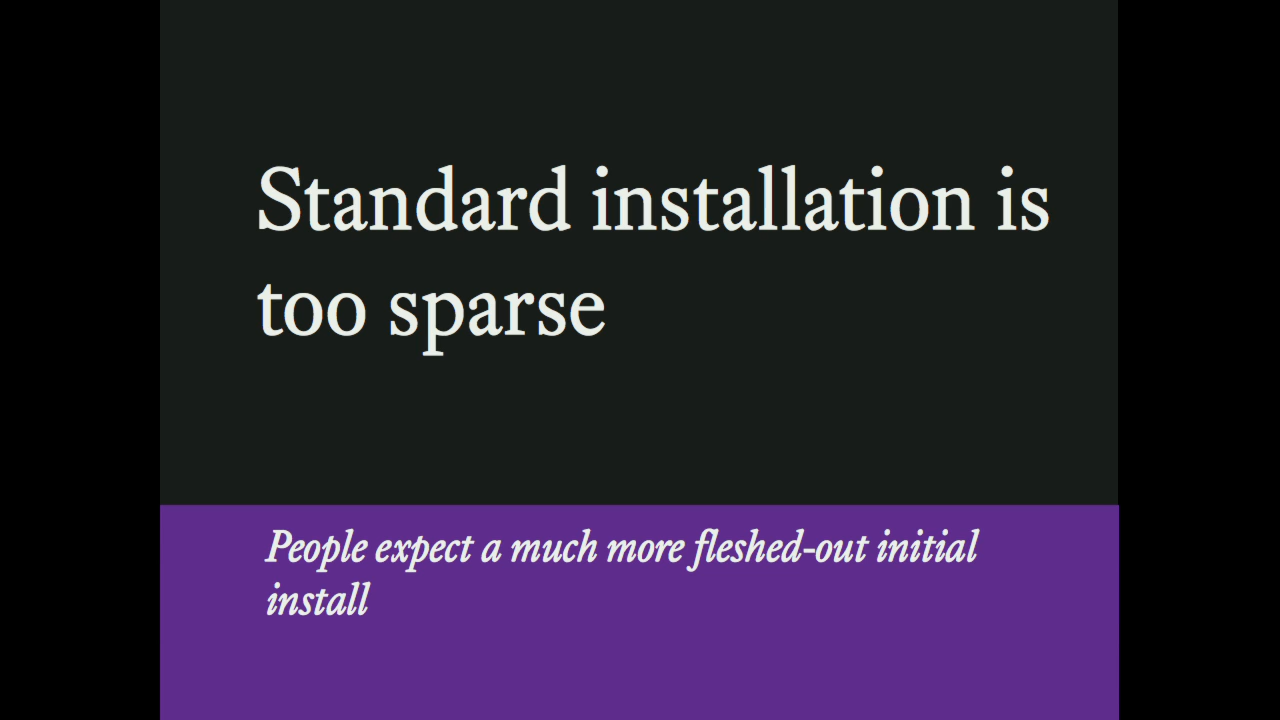 Standard installation is
too sparse
People expect a much more fleshed-out initial
install